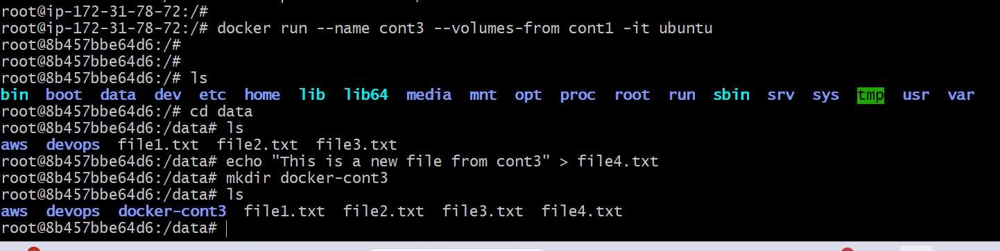 root@ip-172-31-78-72:/#
root@ip-172-31-78-72:/# docker run --name cont3 --volumes-from cont1 -it ubuntu
root@8b457bbe64d6:/#
root@8b457bbe64d6:/#
root@8b457bbe64d6:/# ls
bin boot data dev etc home lib lib64 media mnt opt proc root run sbin srv sys tmp usr var
root@8b457bbe64d6:/# cd data
root@8b457bbe64d6:/data# ls
aws devops file1.txt file2.txt file3.txt
root@8b457bbe64d6:/data# echo "This is a new file from cont3" > file4.txt
root@8b457bbe64d6:/data# mkdir docker-cont3
root@8b457bbe64d6:/data# ls
aws devops docker-cont3 file1.txt file2.txt file3.txt file4.txt
root@8b457bbe64d6:/data#